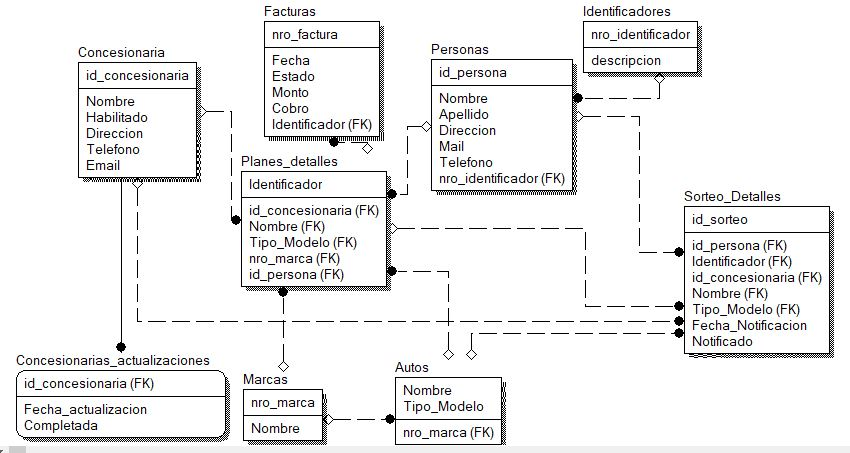 Facturas
nro_factura
Fecha
Estado
Monto
Cobro
Identificador (FK)
Identificadores
nro_identificador
descripcion
Concesionaria
id_concesionaria
Nombre
Habilitado
Direccion
Telefono
Email
Personas
id_persona
Nombre
Apellido
Direccion
Mail
Telefono
nro_identificador (FK)
Planes_detalles
Identificador
id_concesionaria (FK)
Nombre (FK)
Tipo_Modelo (FK)
nro_marca (FK)
id_persona (FK)
Sorteo_Detalles
id_sorteo
id_persona (FK)
Identificador (FK)
id_concesionaria (FK)
Nombre (FK)
Tipo_Modelo (FK)
Fecha_Notificacion
Notificado
Concesionarias_actualizaciones
id_concesionaria (FK)
Fecha_actualizacion
Completada
Marcas
nro_marca
Nombre
Autos
Nombre
Tipo_Modelo
nro_marca (FK)